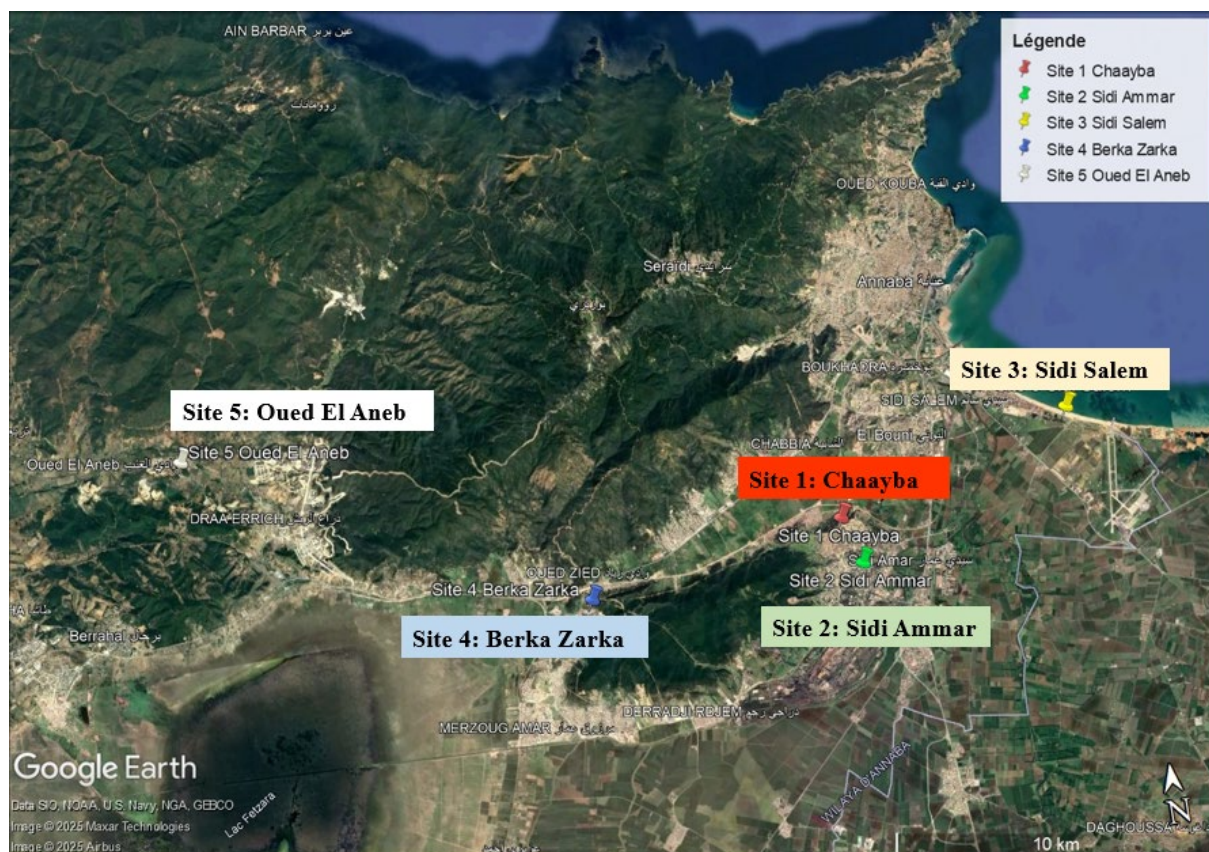 AIN BARBAR عين بربر
Légende
Site 1 Chaayba
Site 2 Sidi Ammar
Site 3 Sidi Salem
Site 4 Berka Zarka
Site 5 Oued El Aneb
OUED KOUBA وادي القبة
Seraïdi سرايدي
Annaba عنابة
BOUKHADRA بوخضرة
Site 3: Sidi Salem
SIDI SALEM سيدي سالم
Site 5: Oued El Aneb
El Bouni البوني
CHABBIA الشابية
Site 5 Oued El Aneb
Oued El Aneb وادي العنب
Site 1: Chaayba
DRAA ERRICH دراع الريش
Site 1 Chaayba
Sidi Amar سيدي عمار
OUED ZIED وادي زياد
Site 2 Sidi Ammar
Site 4 Berka Zarka
Site 4: Berka Zarka
Site 2: Sidi Ammar
Berrahal برحال
DERRADJI RDJEM دراجي رجم
MERZOUG AMAR مرزوق عمار
WILAYA D'ANNABA
Google Earth
Data SIO, NOAA, U.S. Navy, NGA, GEBCO
Image © 2025 Maxar Technologies
Image © 2025 Airbus
Lac Fetzara
N
10 km
DAGHOUSSA